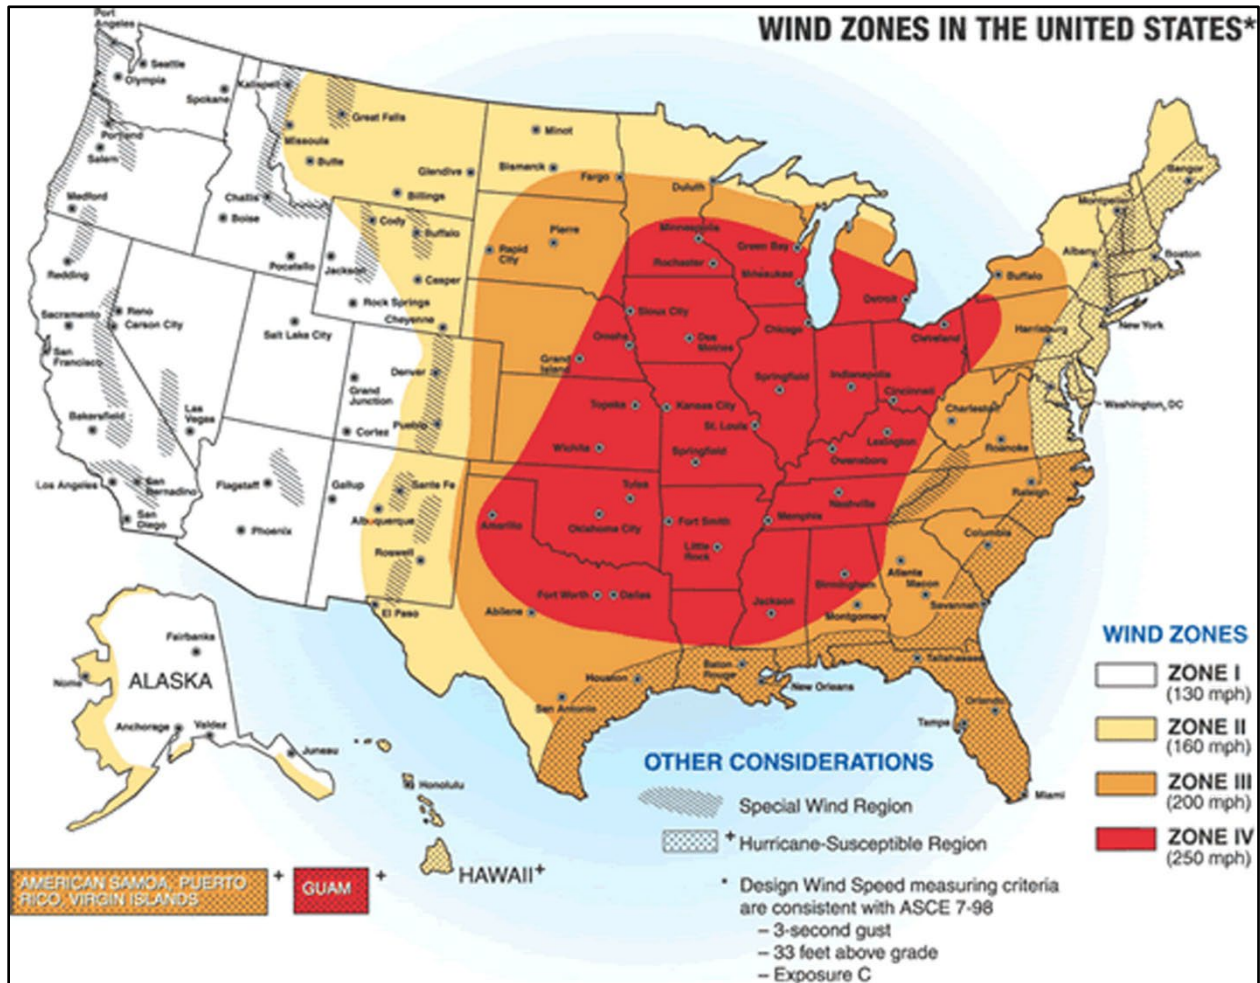 WIND ZONES IN THE UNITED STATES*
Port
Angeles
Seattle
Olympia
Spokane
Kalispell
Great Falls
Missoula
Butte
Glendive
Billings
Minot
Bismarck
Fargo
Duluth
Portland
Salem
Medford
Challis
Boise
Pocatello
Cody
Buffalo
Jackson
Casper
Rock Springs
Cheyenne
Rapid
City
Pierre
Minneapolis
Rochester
Green Bay
Milwaukee
Bangor
Montpelier
Albany
Boston
Buffalo
Detroit
Redding
Sacramento
Reno
Carson City
San
Francisco
Salt Lake City
Sioux City
Omaha
Des
Moines
Chicago
Cleveland
Harrisburg
New York
Denver
Grand
Junction
Grand
Island
Springfield
Indianapolis
Cincinnati
Charleston
Washington, DC
Bakersfield
Las
Vegas
Cortez
Pueblo
Topeka
Kansas City
St. Louis
Lexington
Roanoke
Wichita
Springfield
Owensboro
Los Angeles
San
Bernadino
Flagstaff
Gallup
Sante Fe
Tulsa
Nashville
Raleigh
San
Diego
Phoenix
Albuquerque
Amarillo
Oklahoma City
Fort Smith
Memphis
Columbia
Roswell
Little
Rock
Atlanta
Macon
Birmingham
El Paso
Abilene
Fort Worth
Dallas
Jackson
Montgomery
Savannah
Fairbanks
ALASKA
Nome
Anchorage
Valdez
Juneau
Houston
San Antonio
Baton
Rouge
New Orleans
Tallahassee
Orlando
Tampa
Miami
Honolulu
HAWAII+
WIND ZONES
ZONE I
(130 mph)
ZONE II
(160 mph)
ZONE III
(200 mph)
ZONE IV
(250 mph)
OTHER CONSIDERATIONS
Special Wind Region
+ Hurricane-Susceptible Region
AMERICAN SAMOA, PUERTO
RICO, VIRGIN ISLANDS
+
GUAM
+
* Design Wind Speed measuring criteria
are consistent with ASCE 7-98
– 3-second gust
– 33 feet above grade
– Exposure C